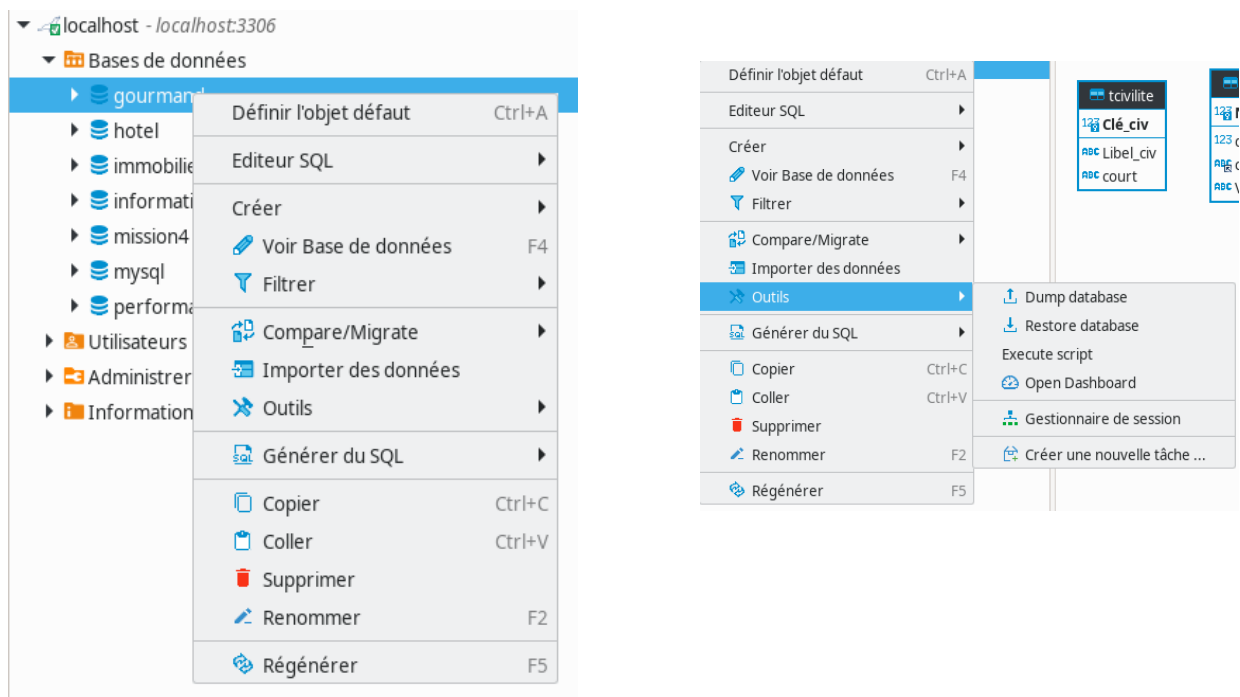 localhost - localhost:3306
Bases de données
gourmand
hotel
immobilie
informati
mission4
mysql
performa
Utilisateurs
Administrer
Information
Définir l'objet défaut Ctrl+A
Editeur SQL
Créer
Voir Base de données F4
Filtrer
Compare/Migrate
Importer des données
Outils
Générer du SQL
Copier Ctrl+C
Coller Ctrl+V
Supprimer
Renommer F2
Régénérer F5
Définir l'objet défaut Ctrl+A
Editeur SQL
Créer
Voir Base de données F4
Filtrer
Compare/Migrate
Importer des données
Outils
Générer du SQL
Copier Ctrl+C
Coller Ctrl+V
Supprimer
Renommer F2
Régénérer F5
Dump database
Restore database
Execute script
Open Dashboard
Gestionnaire de session
Créer une nouvelle tâche ...
tcivilite
123 Clé_civ
ABC Libel_civ
ABC court
123
123
ABC
ABC